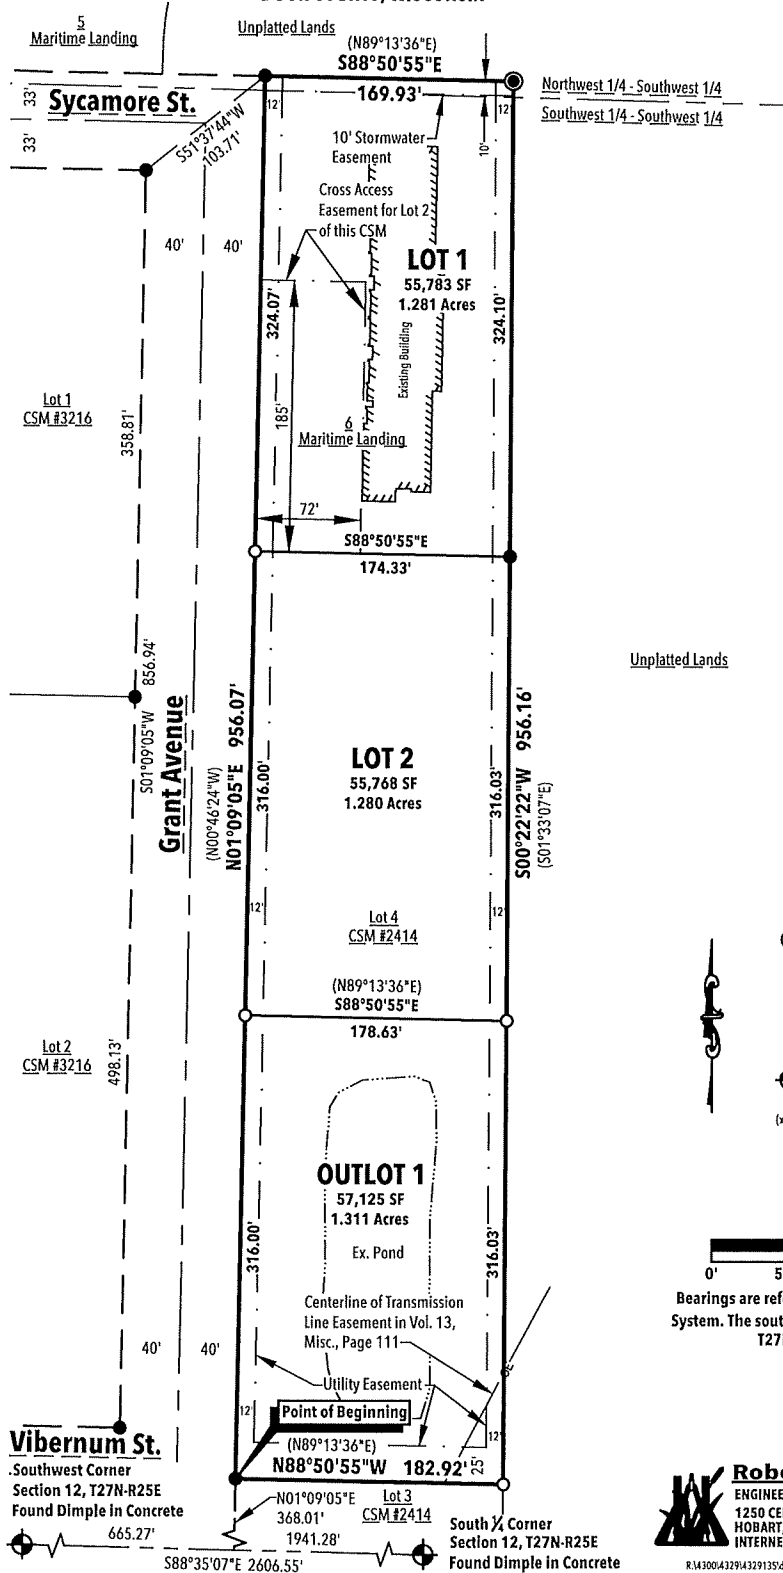 5
Maritime Landing
Unplatted Lands
(N89°13'36"E)
S88°50'55"E
169.93'
Northwest 1/4 - Southwest 1/4
Southwest 1/4 - Southwest 1/4
33'
33'
Sycamore St.
12'
12'
S51°37'44"W
103.71'
10' Stormwater
Easement
10'
Cross Access
Easement for Lot 2
of this CSM
40'
40'
LOT 1
55,783 SF
1.281 Acres
324.07'
324.10'
Existing Building
185'
Lot 1
CSM #3216
358.81'
6
Maritime Landing
72'
S88°50'55"E
174.33'
856.94'
S01°09'05"W
Grant Avenue
(N00°46'24"W)
N01°09'05"E 956.07'
316.00'
LOT 2
55,768 SF
1.280 Acres
316.03'
S00°22'22"W 956.16'
(S01°33'07"E)
Unplatted Lands
12'
12'
Lot 4
CSM #2414
(N89°13'36"E)
S88°50'55"E
178.63'
Lot 2
CSM #3216
498.13'
OUTLOT 1
57,125 SF
1.311 Acres
316.00'
316.03'
Ex. Pond
0'
Bearings are
System. The
Centerline of Transmission
Line Easement in Vol. 13,
Misc., Page 111
OE
40'
40'
Utility Easement
12'
12'
Point of Beginning
(N89°13'36"E)
N88°50'55"W 182.92'
25'
Vibernum St.
Southwest Corner
Section 12, T27N-R25E
Found Dimple in Concrete
N01°09'05"E
368.01'
Lot 3
CSM #2414
665.27'
1941.28'
S88°35'07"E 2606.55'
South 1/4 Corner
Section 12, T27N-R25E
Found Dimple in Concrete
1250
HOBART,